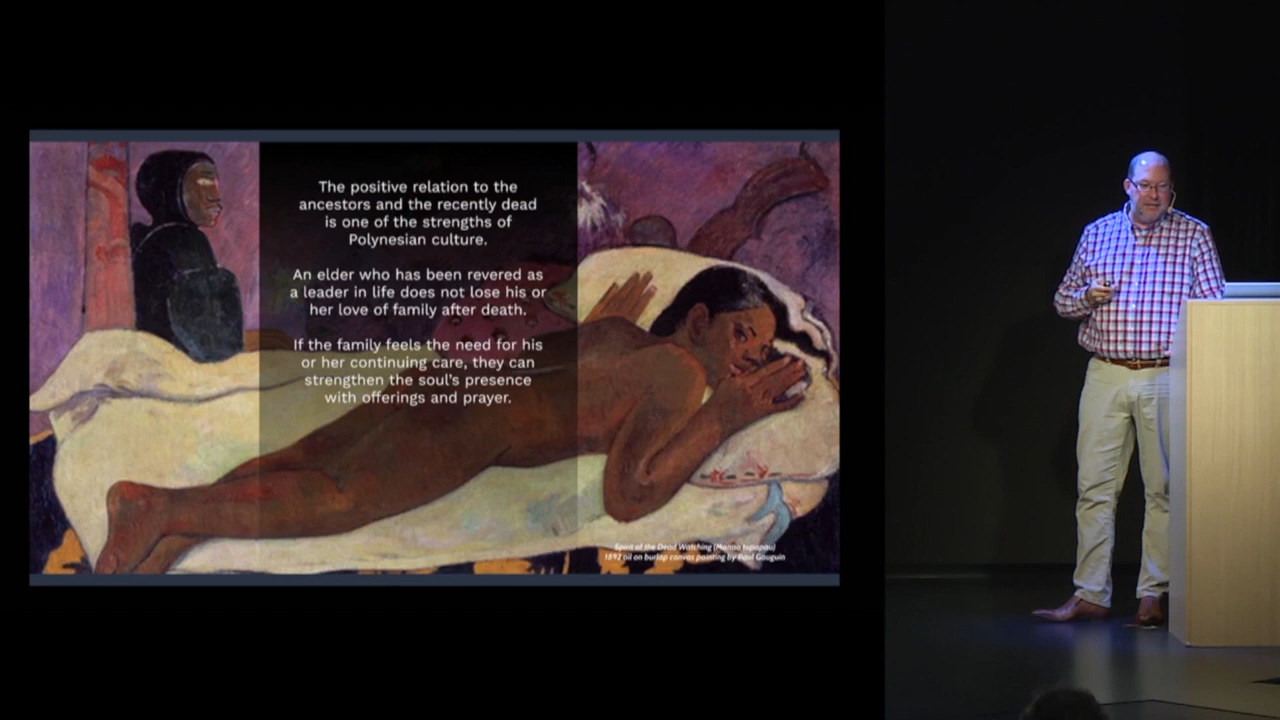 The positive relation to the
ancestors and the recently dead
is one of the strengths of
Polynesian culture.
An elder who has been revered as
a leader in life does not lose his or
her love of family after death.
If the family feels the need for his
or her continuing care, they can
strengthen the soul's presence
with offerings and prayer.
Spirit of the Dead Watching (Manao tupapau)
1892 oil on burlap canvas painting by Paul Gauguin